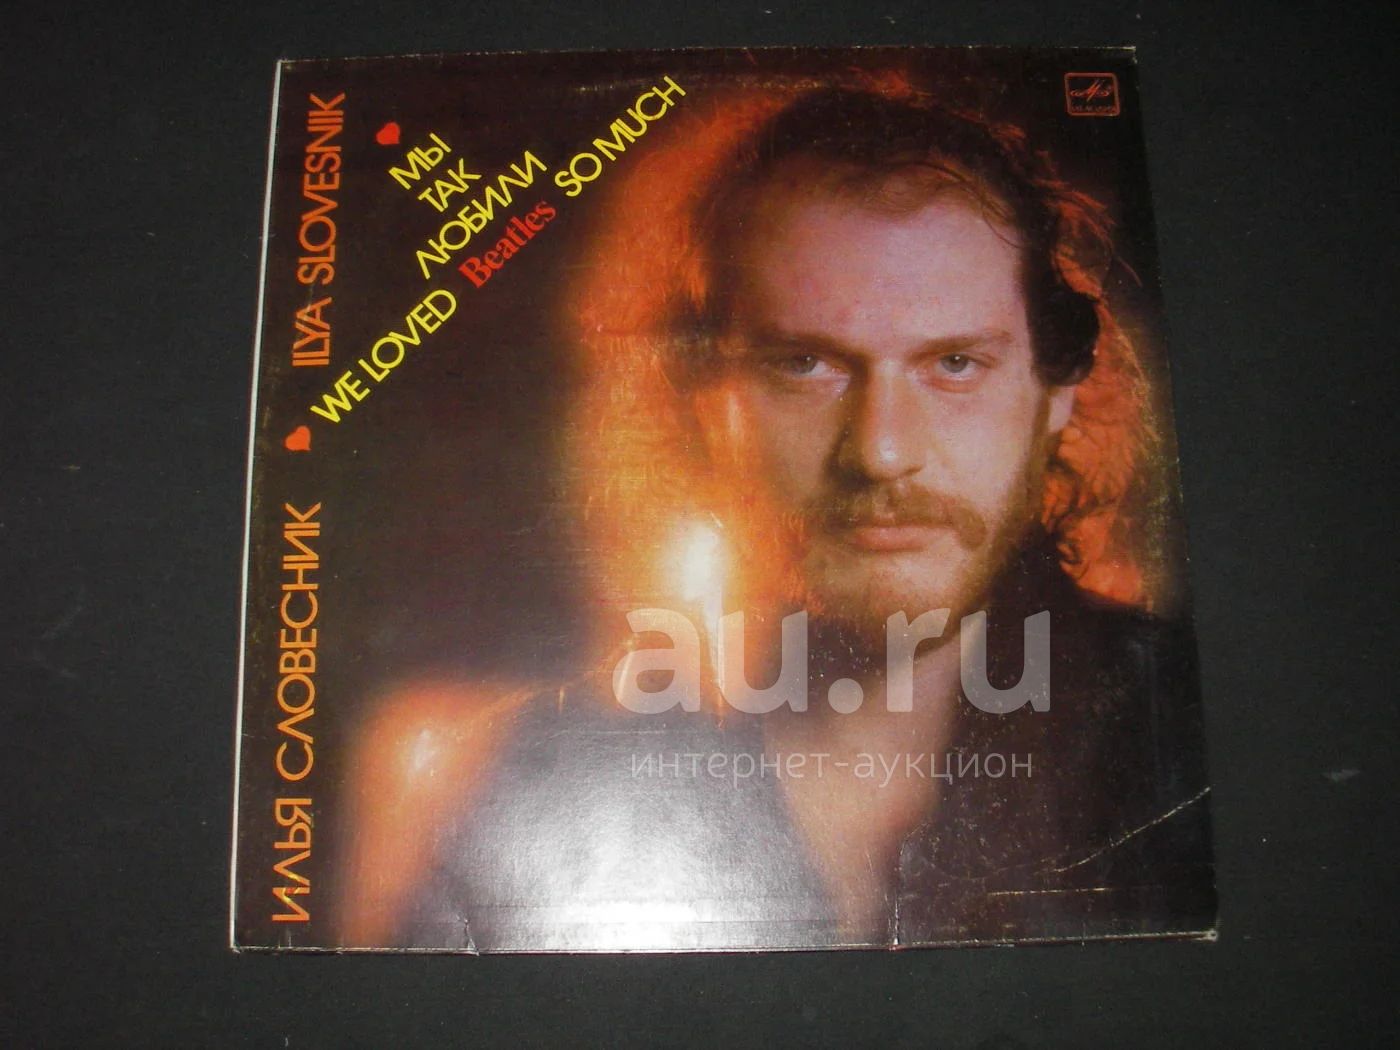 ИЛЬЯ СЛОВЕСНИК
ILYA SLOVESNIK
МЫ
ТАК
ЛЮБИЛИ
WE LOVED Beatles SO MUCH
au.ru
интернет-аукцион